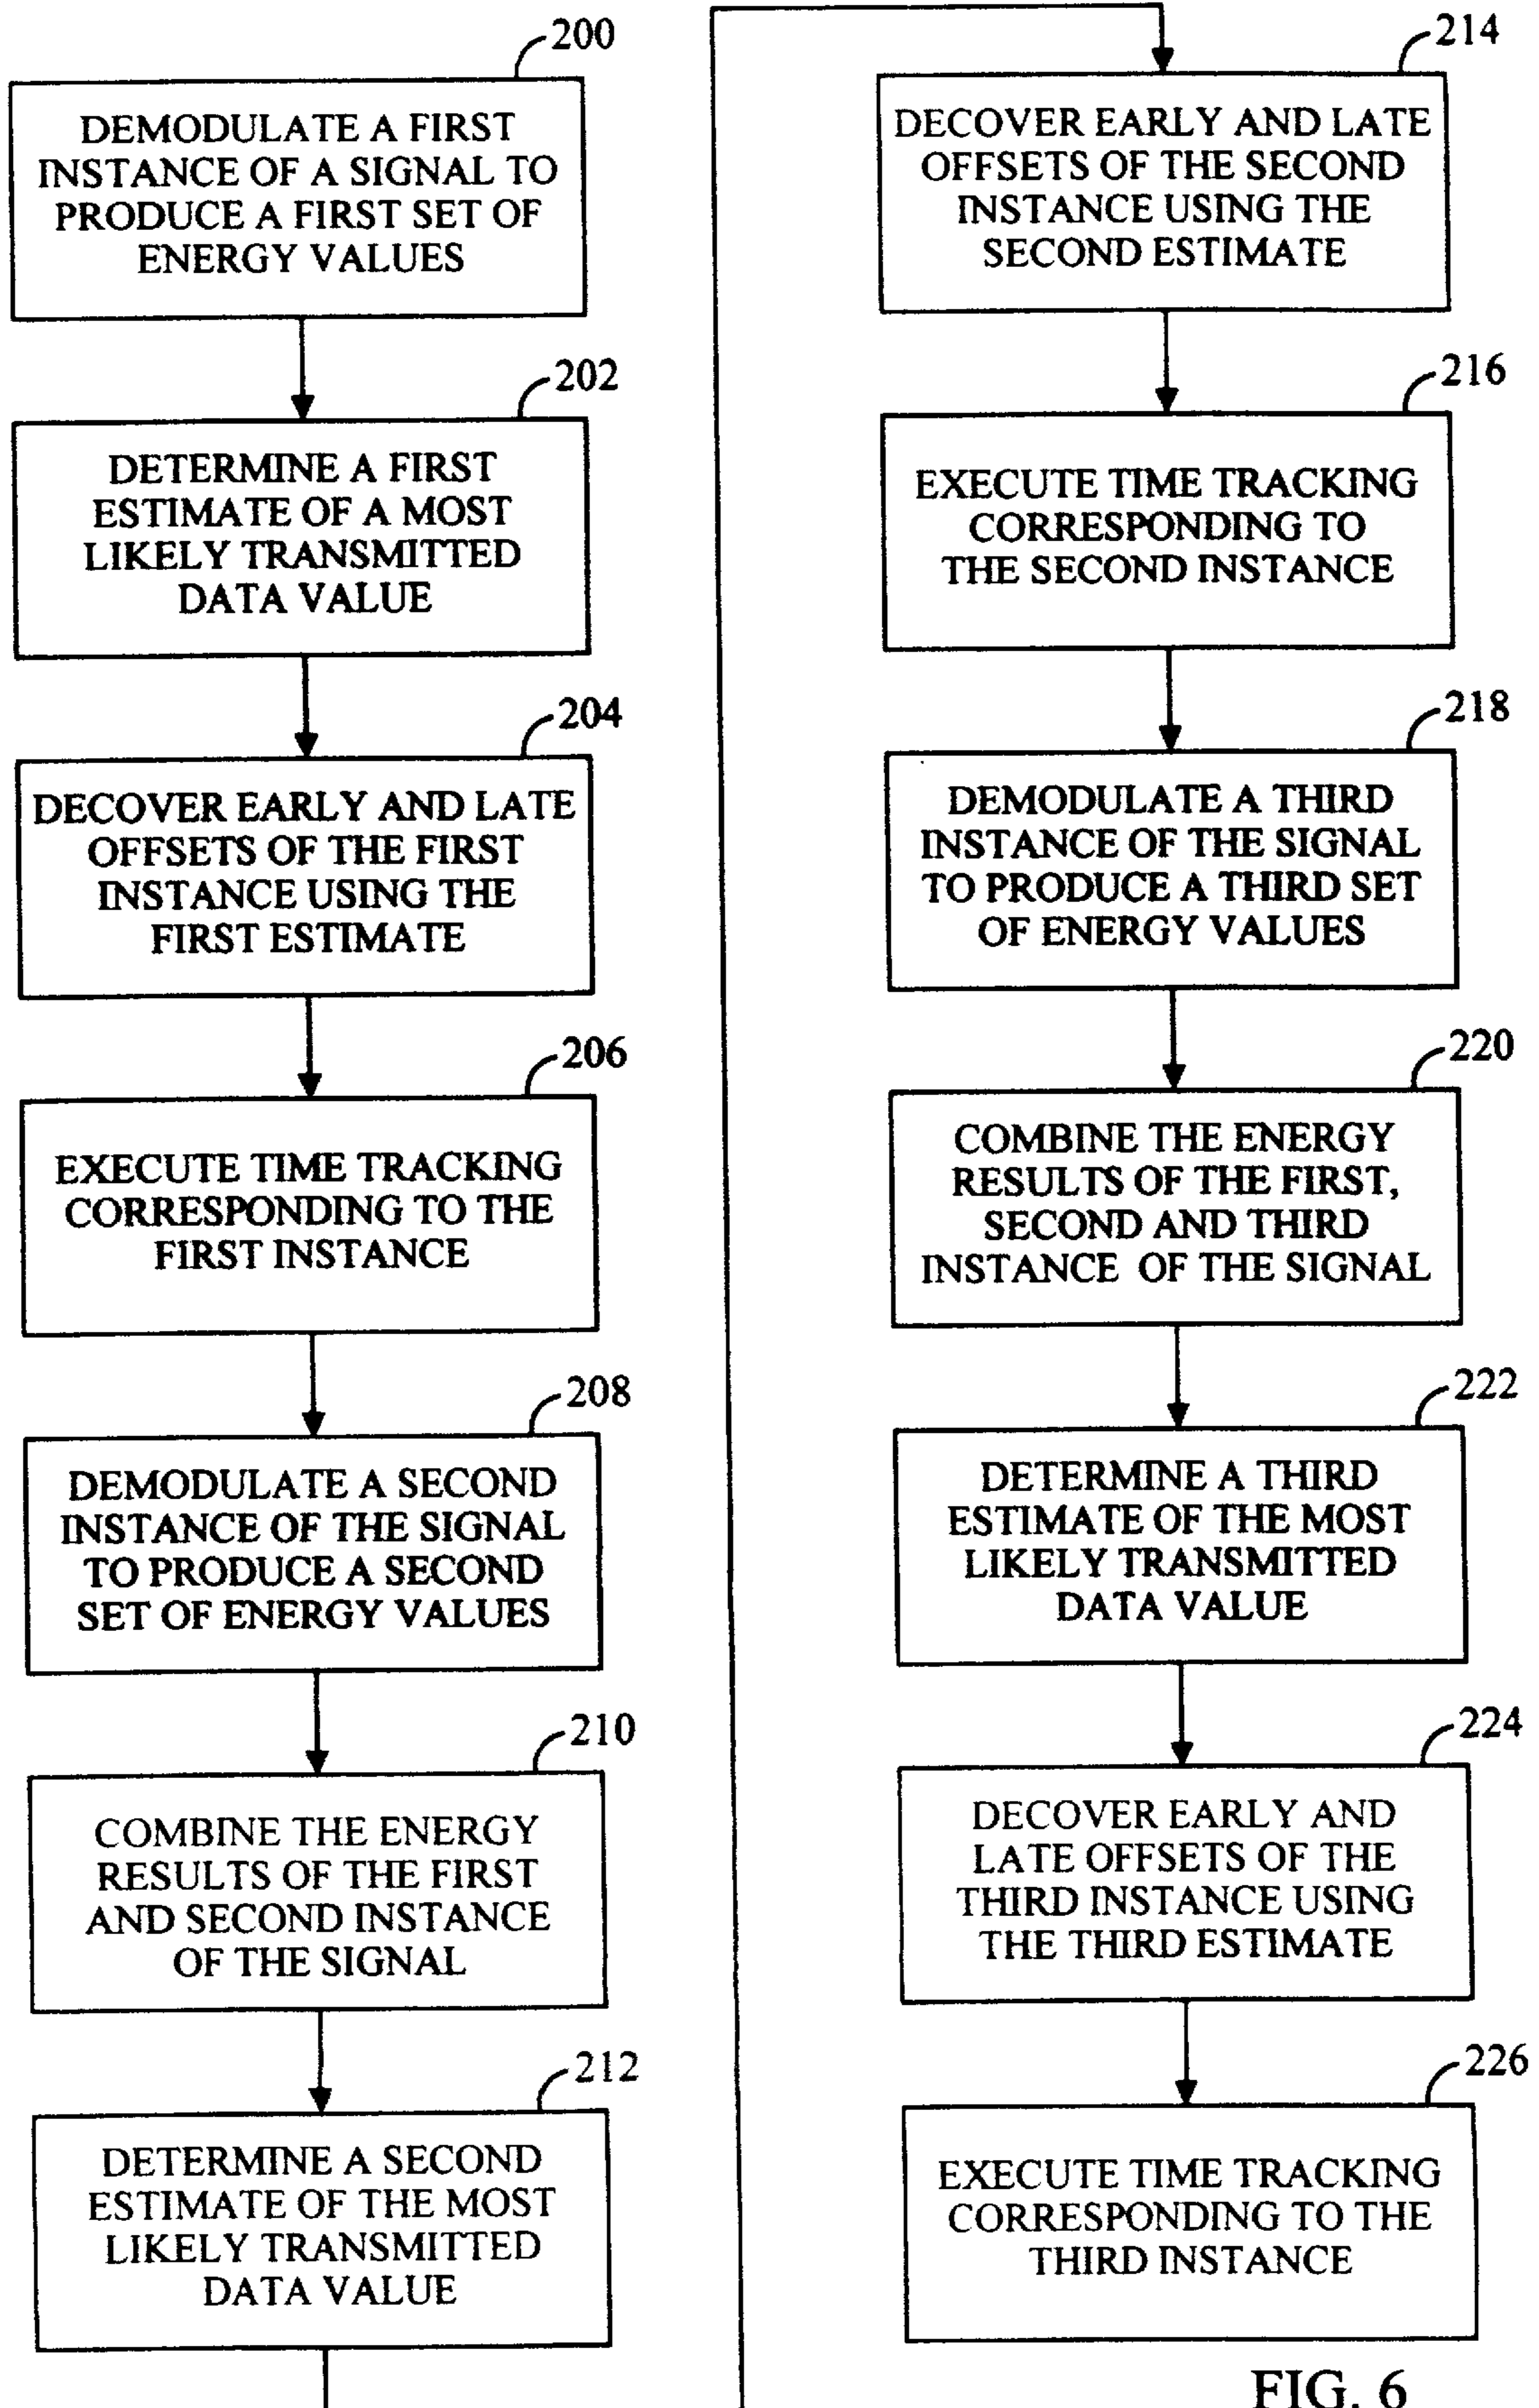 200
DEMODULATE A FIRST
INSTANCE OF A SIGNAL TO
PRODUCE A FIRST SET OF
ENERGY VALUES
202
DETERMINE A FIRST
ESTIMATE OF A MOST
LIKELY TRANSMITTED
DATA VALUE
204
DECOVER EARLY AND LATE
OFFSETS OF THE FIRST
INSTANCE USING THE
FIRST ESTIMATE
206
EXECUTE TIME TRACKING
CORRESPONDING TO THE
FIRST INSTANCE
208
DEMODULATE A SECOND
INSTANCE OF THE SIGNAL
TO PRODUCE A SECOND
SET OF ENERGY VALUES
210
COMBINE THE ENERGY
RESULTS OF THE FIRST
AND SECOND INSTANCE
OF THE SIGNAL
212
DETERMINE A SECOND
ESTIMATE OF THE MOST
LIKELY TRANSMITTED
DATA VALUE
214
DECOVER EARLY AND LATE
OFFSETS OF THE SECOND
INSTANCE USING THE
SECOND ESTIMATE
216
EXECUTE TIME TRACKING
CORRESPONDING TO
THE SECOND INSTANCE
218
DEMODULATE A THIRD
INSTANCE OF THE SIGNAL
TO PRODUCE A THIRD SET
OF ENERGY VALUES
220
COMBINE THE ENERGY
RESULTS OF THE FIRST,
SECOND AND THIRD
INSTANCE OF THE SIGNAL
222
DETERMINE A THIRD
ESTIMATE OF THE MOST
LIKELY TRANSMITTED
DATA VALUE
224
DECOVER EARLY AND
LATE OFFSETS OF THE
THIRD INSTANCE USING
THE THIRD ESTIMATE
226
EXECUTE TIME TRACKING
CORRESPONDING TO THE
THIRD INSTANCE
FIG. 6